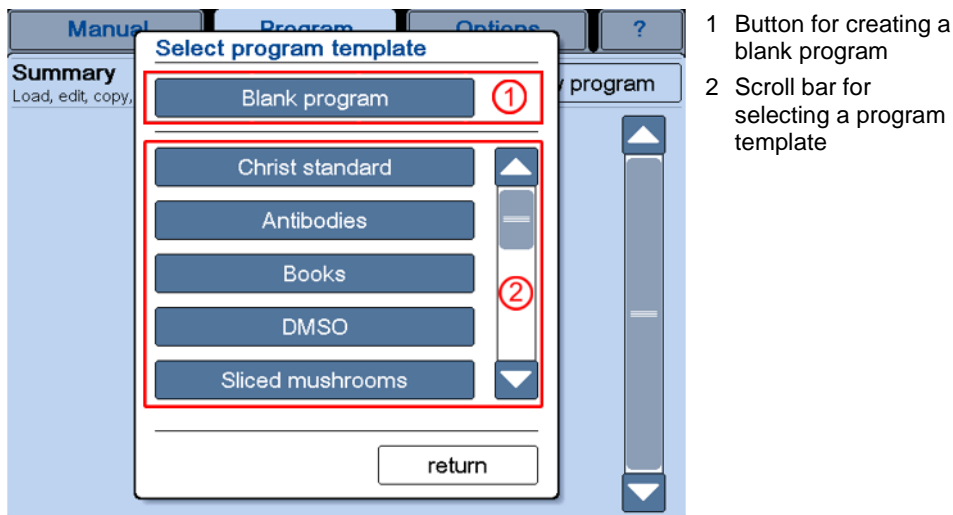 Manual Program Options ?
Select program template
Summary
Load, edit, copy,
program
Blank program 1
Christ standard
Antibodies
Books
2
DMSO
Sliced mushrooms
return
1 Button for creating a
blank program
2 Scroll bar for
selecting a program
template